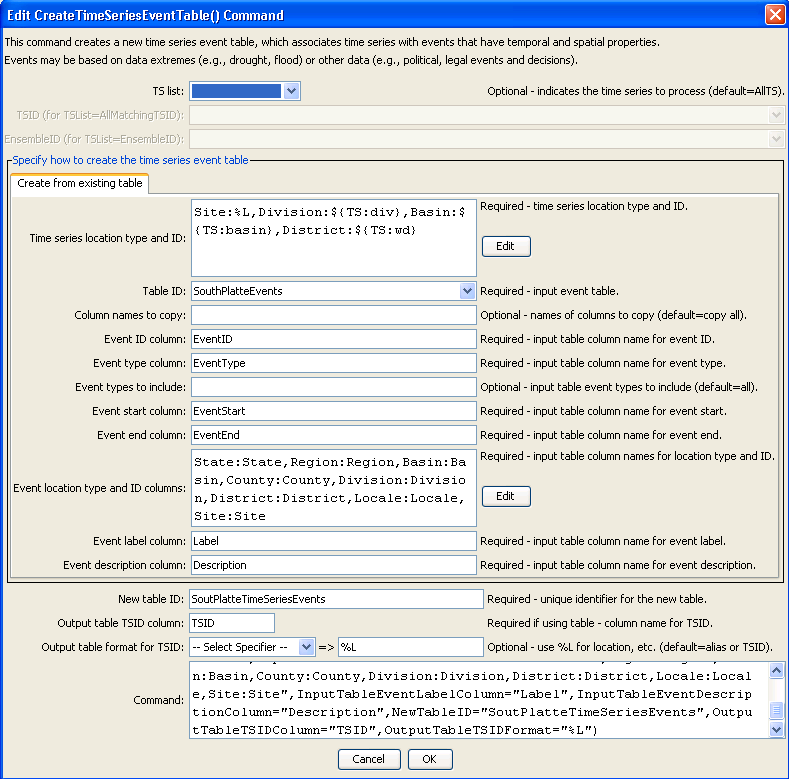 Edit CreateTimeSeriesEventTable() Command
This command creates a new time series event table, which associates time series with events that have temporal and spatial properties.
Events may be based on data extremes (e.g., drought, flood) or other data (e.g., political, legal events and decisions).
TS list: Optional - indicates the time series to process (default=AllTS).
TSID (for TSList=AllMatchingTSID):
EnsembleID (for TSList=EnsembleID):
Specify how to create the time series event table
Create from existing table
Time series location type and ID:
Site:%L,Division:${TS:div},Basin:$
{TS:basin},District:${TS:wd}
Required - time series location type and ID.
Edit
Table ID: SouthPlatteEvents Required - input event table.
Column names to copy: Optional - names of columns to copy (default=copy all).
Event ID column: EventID Required - input table column name for event ID.
Event type column: EventType Required - input table column name for event type.
Event types to include: Optional - input table event types to include (default=all).
Event start column: EventStart Required - input table column name for event start.
Event end column: EventEnd Required - input table column name for event end.
Event location type and ID columns:
State:State,Region:Region,Basin:Ba
sin,County:County,Division:Divisio
n,District:District,Locale:Locale,
Site:Site
Required - input table column names for location type and ID.
Edit
Event label column: Label Required - input table column name for event label.
Event description column: Description Required - input table column name for event description.
New table ID: SoutPlatteTimeSeriesEvents Required - unique identifier for the new table.
Output table TSID column: TSID Required if using table - column name for TSID.
Output table format for TSID: -- Select Specifier -- => %L Optional - use %L for location, etc. (default=alias or TSID).
Command:
n:Basin,County:County,Division:Division,District:District,Locale:Local
e,Site:Site",InputTableEventLabelColumn="Label",InputTableEventDescrip
tionColumn="Description",NewTableID="SoutPlatteTimeSeriesEvents",Outpu
tTableTSIDColumn="TSID",OutputTableTSIDFormat="%L")
Cancel OK